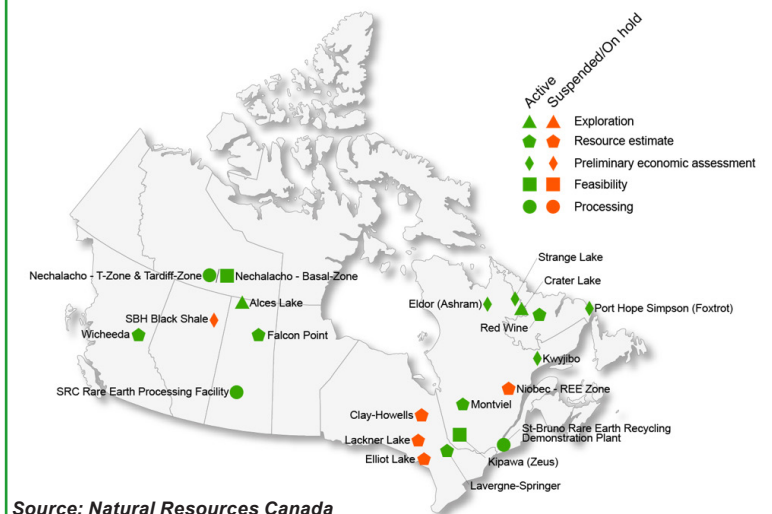 Active
Suspended/On hold
Exploration
Resource estimate
Preliminary economic assessment
Feasibility
Processing
Strange Lake
Crater Lake
Nechalacho - T-Zone & Tardiff-Zone
Nechalacho - Basal-Zone
Eldor (Ashram)
Alces Lake
Port Hope Simpson (Foxtrot)
SBH Black Shale
Red Wine
Wicheeda
Falcon Point
Kwyjibo
SRC Rare Earth Processing Facility
Niobec - REE Zone
Montviel
Clay-Howells
St-Bruno Rare Earth Recycling
Demonstration Plant
Lackner Lake
Elliot Lake
Kipawa (Zeus)
Lavergne-Springer
Source: Natural Resources Canada